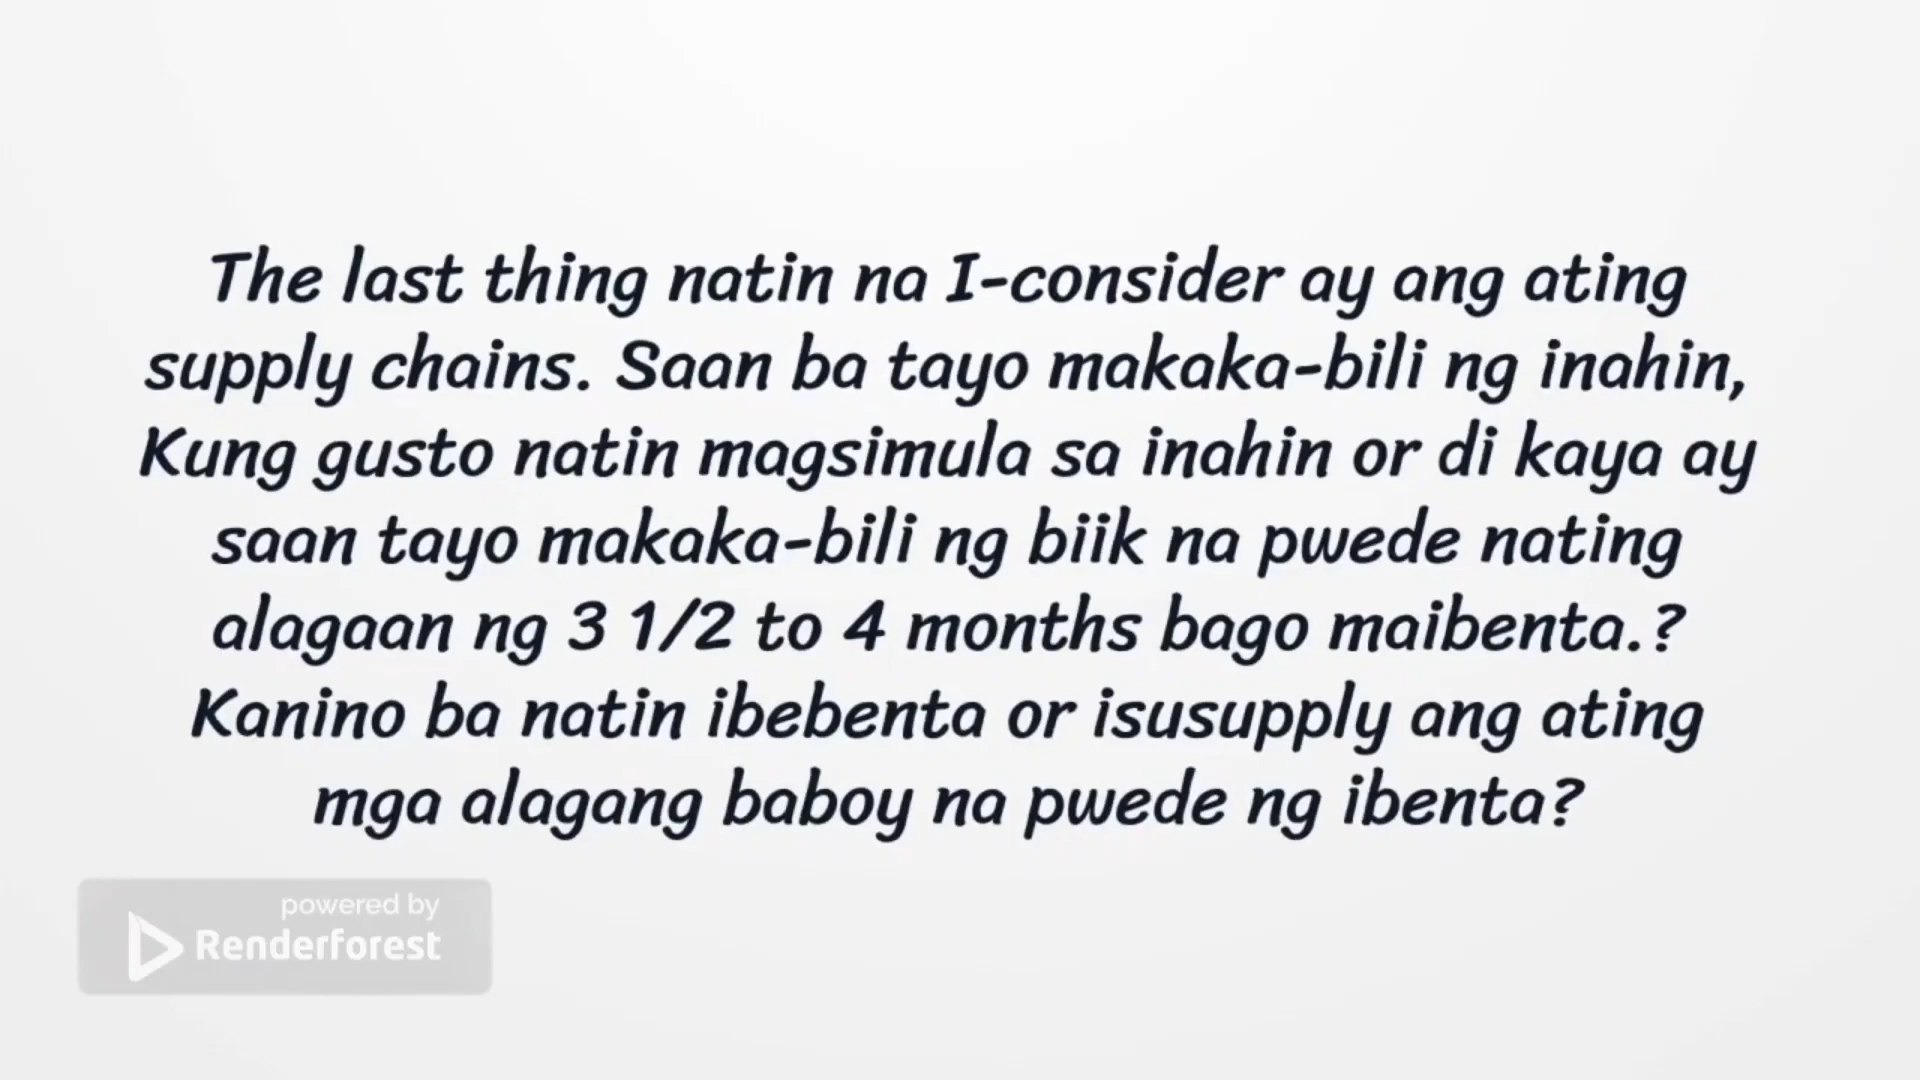 The last thing natin na I-consider ay ang ating
supply chains. Saan ba tayo makaka-bili ng inahin,
Kung gusto natin magsimula sa inahin or di kaya ay
saan tayo makaka-bili ng biik na pwede nating
alagaan ng 3 1/2 to 4 months bago maibenta.?
Kanino ba natin ibebenta or isusupply ang ating
mga alagang baboy na pwede ng ibenta?
powered by
Renderforest